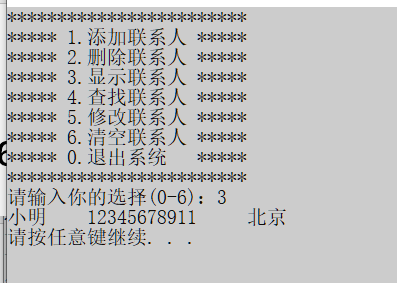 ************************
***** 1.添加联系人 *****
***** 2.删除联系人 *****
***** 3.显示联系人 *****
***** 4.查找联系人 *****
***** 5.修改联系人 *****
***** 6.清空联系人 *****
***** 0.退出系统   *****
************************
请输入你的选择(0-6)：3
小明    12345678911     北京
请按任意键继续. . .